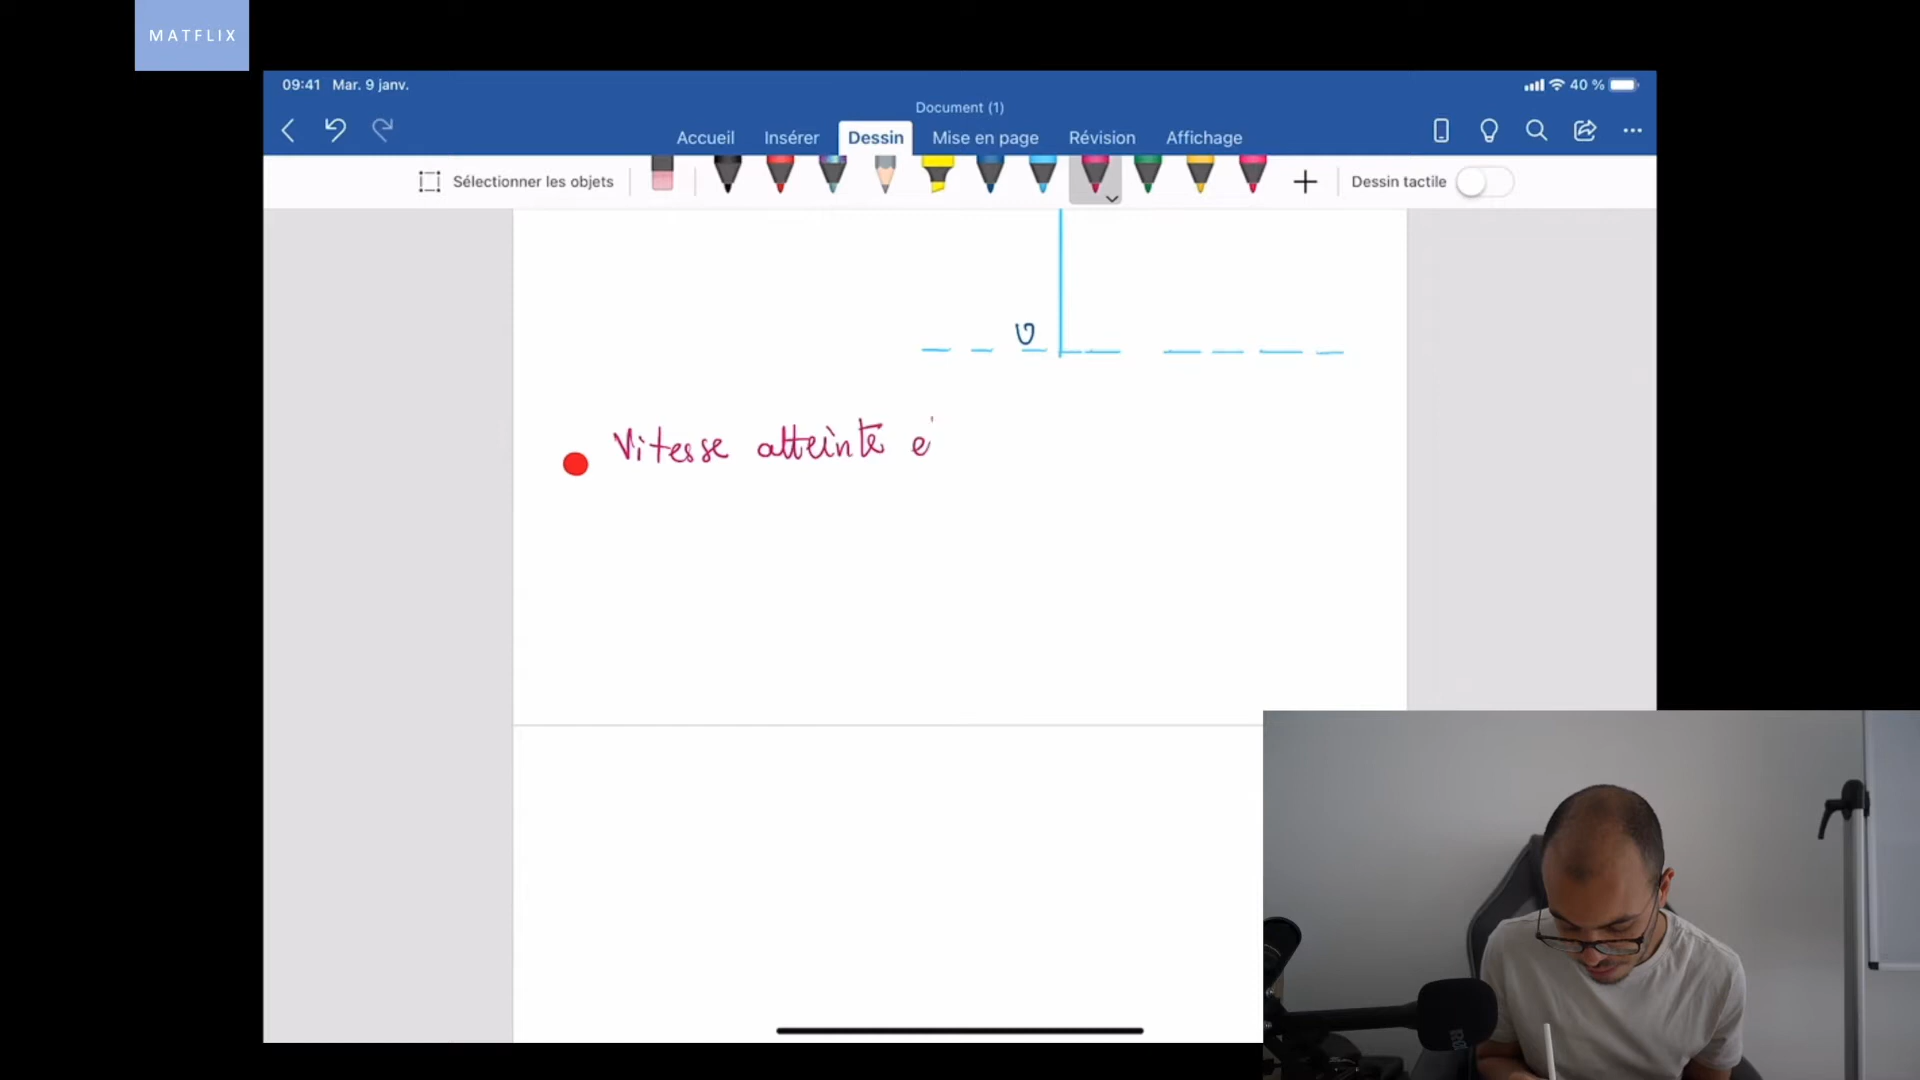 MATFLIX
09:41 Mar. 9 janv.
40 %
Document (1)
Accueil Insérer Dessin Mise en page Révision Affichage
Sélectionner les objets
Dessin tactile
v
Vitesse atteinte e